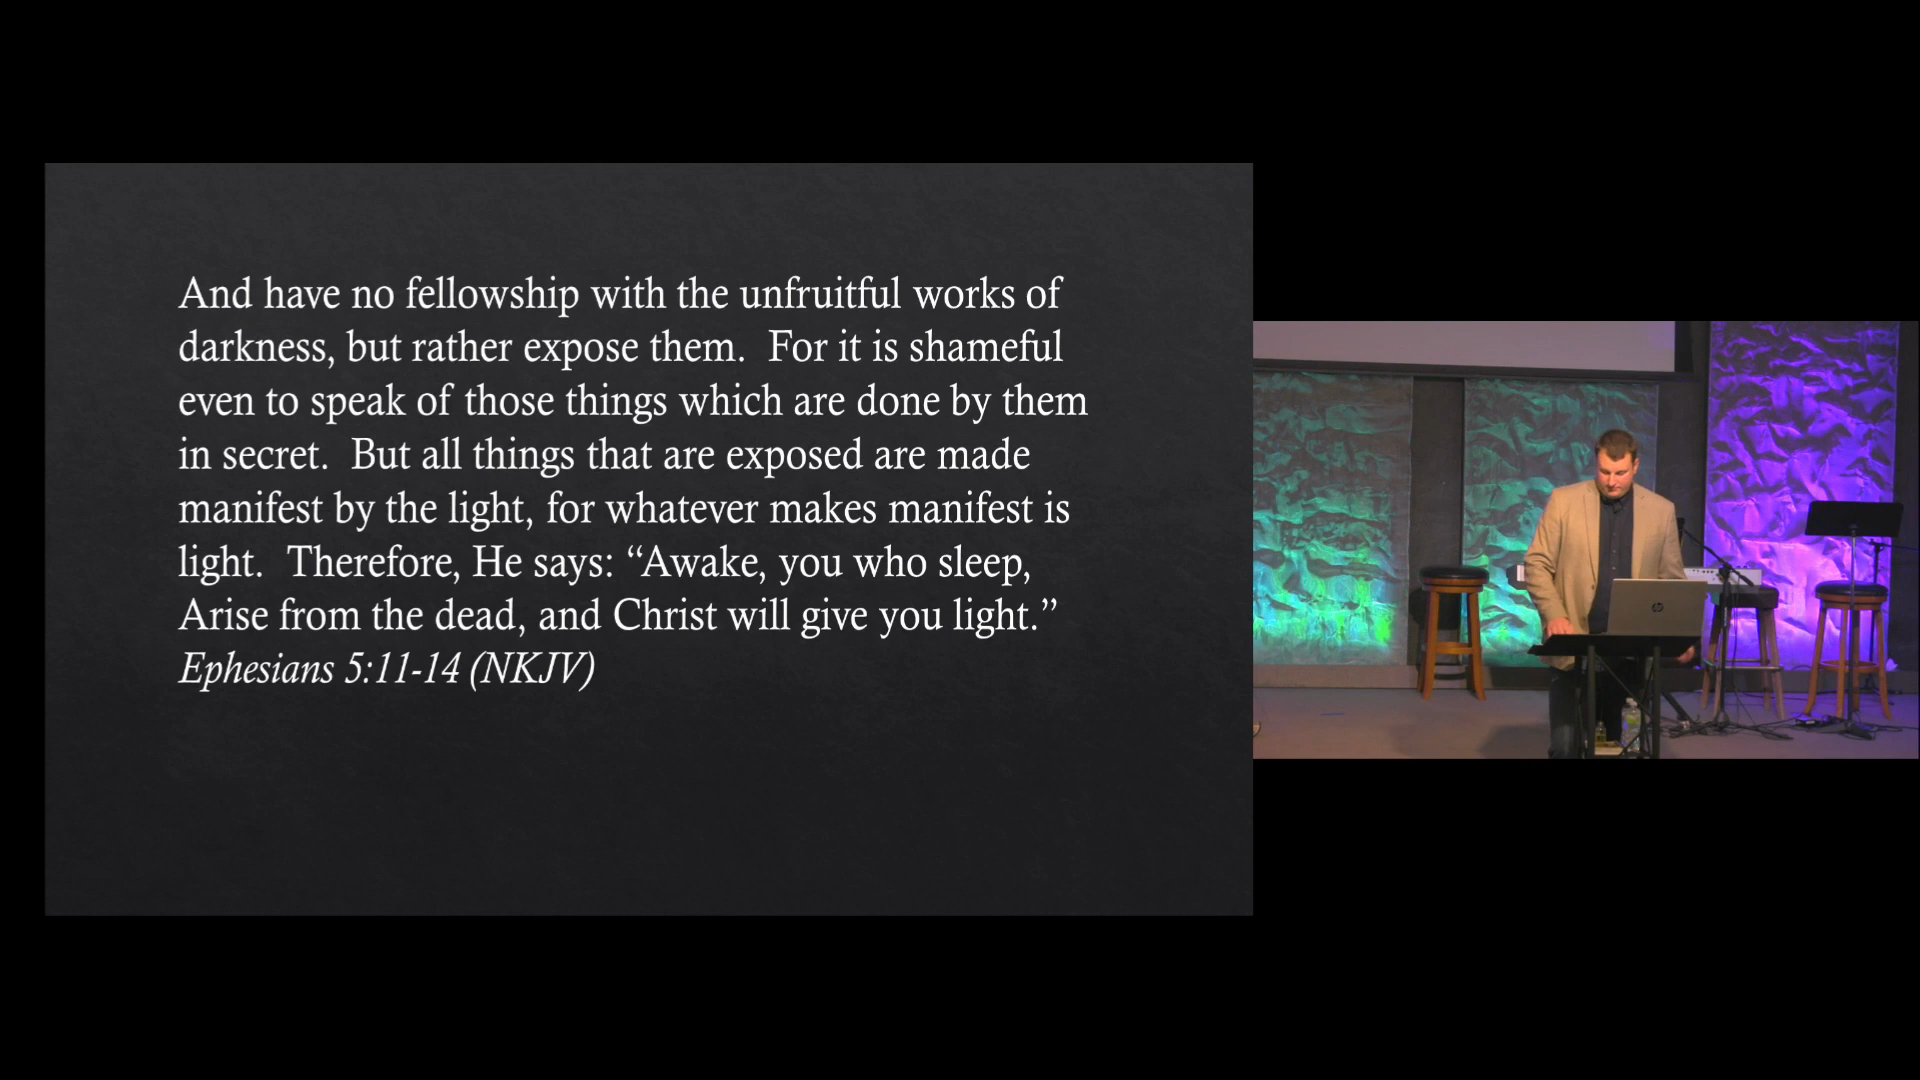 And have no fellowship with the unfruitful works of
darkness, but rather expose them.  For it is shameful
even to speak of those things which are done by them
in secret.  But all things that are exposed are made
manifest by the light, for whatever makes manifest is
light.  Therefore, He says: “Awake, you who sleep,
Arise from the dead, and Christ will give you light.”
Ephesians 5:11-14 (NKJV)
hp